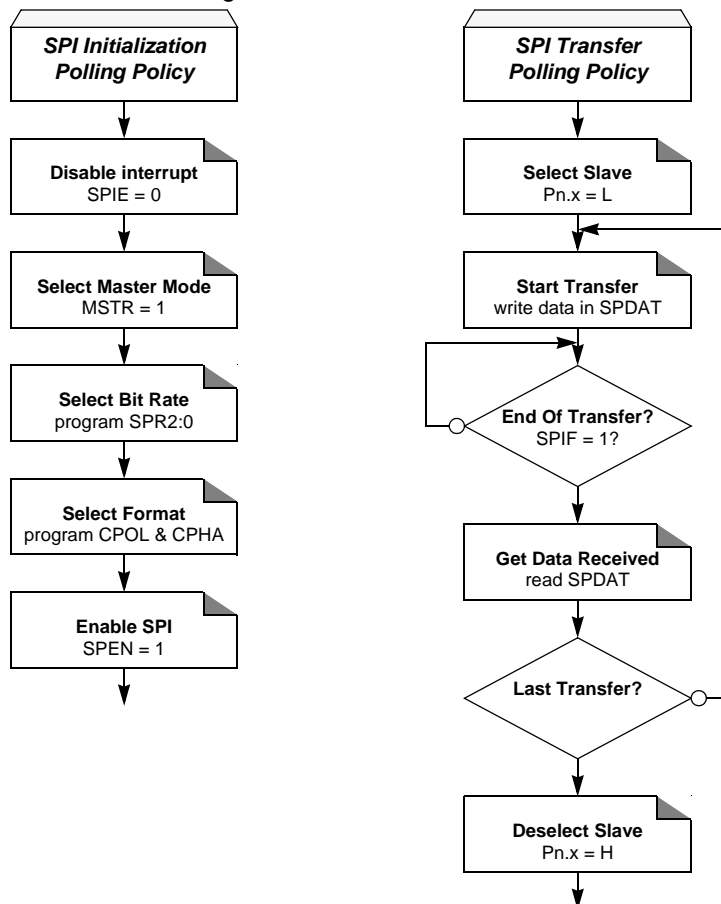 SPI Initialization
Polling Policy
Disable interrupt
SPIE = 0
Select Master Mode
MSTR = 1
Select Bit Rate
program SPR2:0
Select Format
program CPOL & CPHA
Enable SPI
SPEN = 1
SPI Transfer
Polling Policy
Select Slave
Pn.x = L
Start Transfer
write data in SPDAT
End Of Transfer?
SPIF = 1?
Get Data Received
read SPDAT
Last Transfer?
Deselect Slave
Pn.x = H